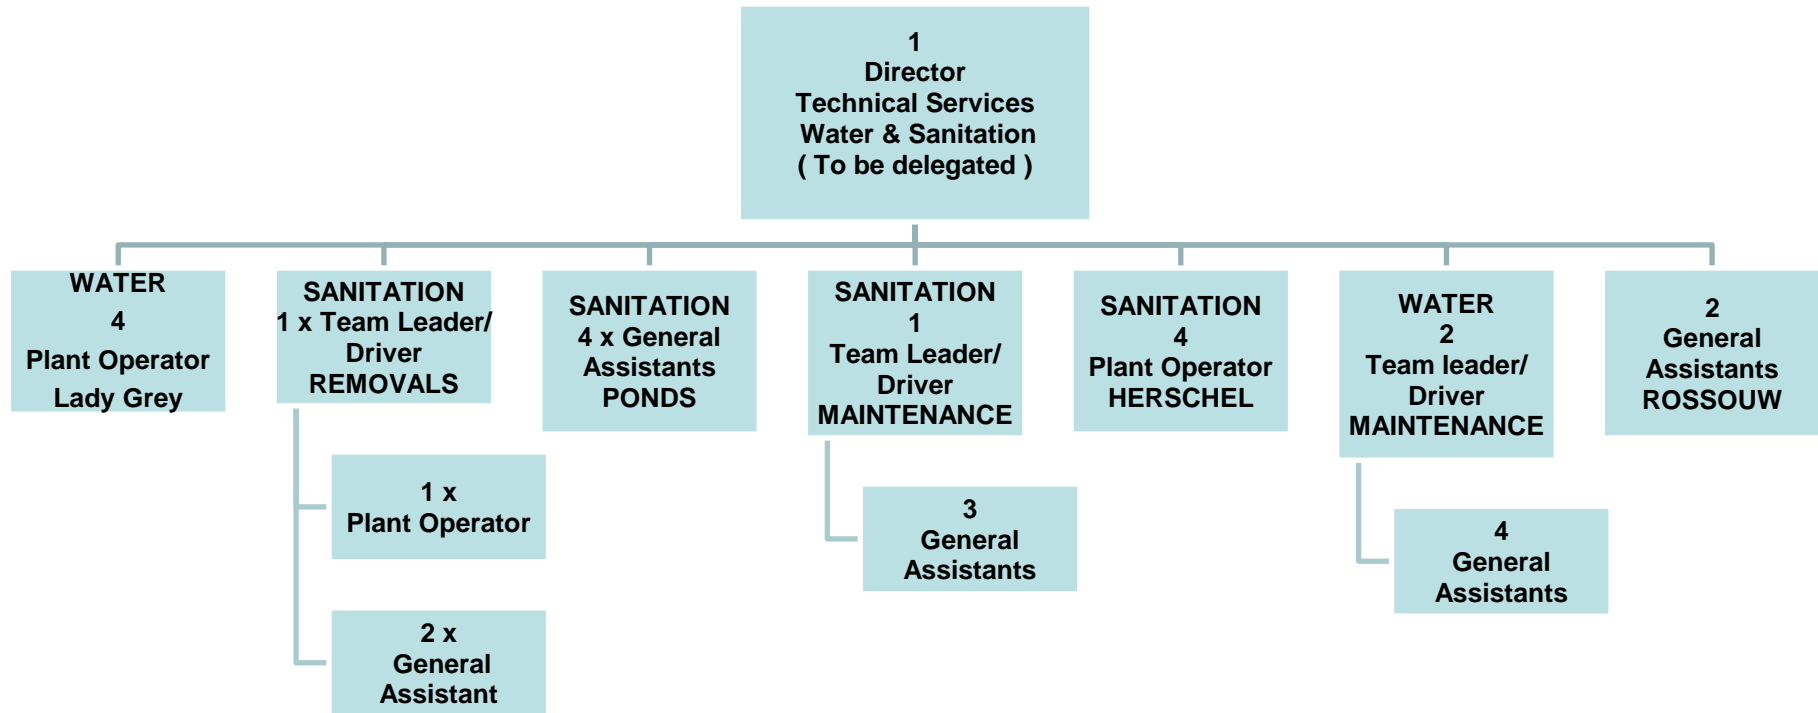 1
Director
Technical Services
Water & Sanitation
( To be delegated )
WATER
4
Plant Operator
Lady Grey
SANITATION
1 x Team Leader/
Driver
REMOVALS
1 x
Plant Operator
2 x
General
Assistant
SANITATION
4 x General
Assistants
PONDS
SANITATION
1
Team Leader/
Driver
MAINTENANCE
3
General
Assistants
SANITATION
4
Plant Operator
HERSCHEL
WATER
2
Team leader/
Driver
MAINTENANCE
4
General
Assistants
2
General
Assistants
ROSSOUW